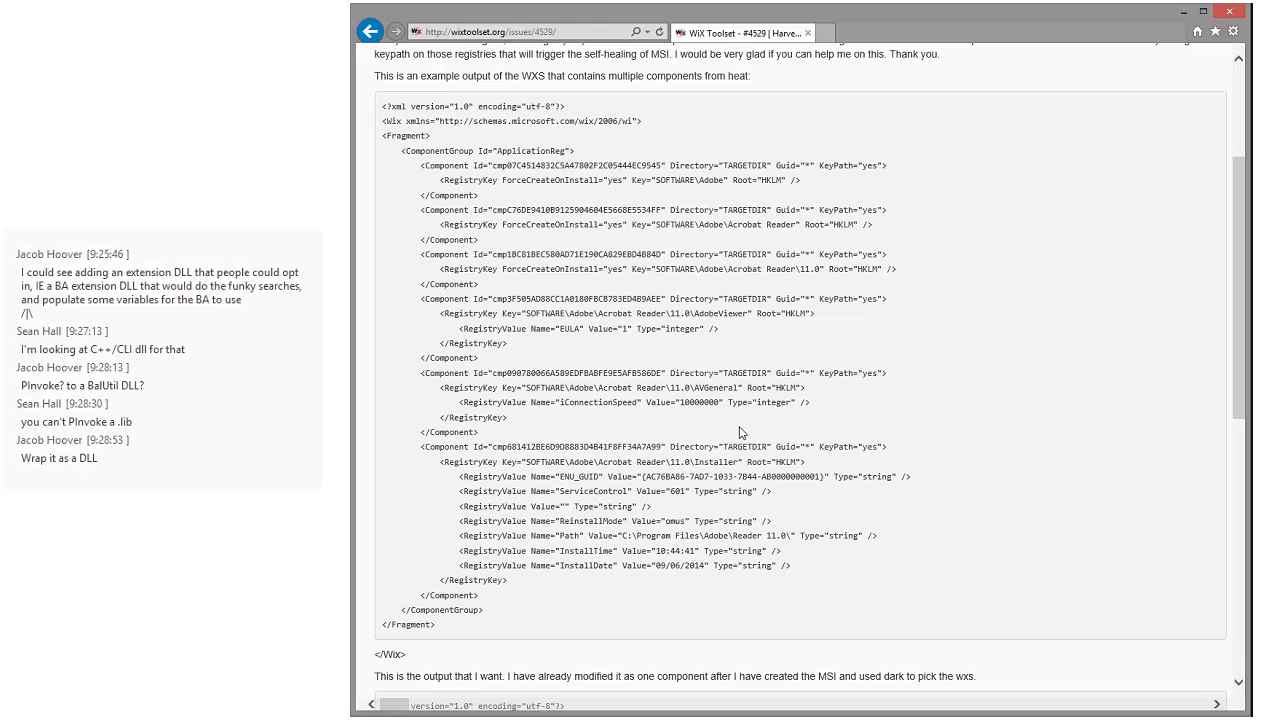 Jacob Hoover [9:25:46 ]
I could see adding an extension DLL that people could opt
in, IE a BA extension DLL that would do the funky searches,
and populate some variables for the BA to use
/|\
Sean Hall [9:27:13 ]
I'm looking at C++/CLI dll for that
Jacob Hoover [9:28:13 ]
PInvoke? to a BalUtil DLL?
Sean Hall [9:28:30 ]
you can't PInvoke a .lib
Jacob Hoover [9:28:53 ]
Wrap it as a DLL
http://wixtoolset.org/issues/4529/
WiX Toolset - #4529 | Harve...
keypath on those registries that will trigger the self-healing of MSI. I would be very glad if you can help me on this. Thank you.
This is an example output of the WXS that contains multiple components from heat:
<?xml version="1.0" encoding="utf-8"?>
<Wix xmlns="http://schemas.microsoft.com/wix/2006/wi">
<Fragment>
<ComponentGroup Id="ApplicationReg">
<Component Id="cmp07C4514832C5A47802F2C05444EC9545" Directory="TARGETDIR" Guid="*" KeyPath="yes">
<RegistryKey ForceCreateOnInstall="yes" Key="SOFTWARE\Adobe" Root="HKLM" />
</Component>
<Component Id="cmpC76DE9410B9125904604E5668E5534FF" Directory="TARGETDIR" Guid="*" KeyPath="yes">
<RegistryKey ForceCreateOnInstall="yes" Key="SOFTWARE\Adobe\Acrobat Reader" Root="HKLM" />
</Component>
<Component Id="cmp1BC81BEC580AD71E190CA829EBD4B84D" Directory="TARGETDIR" Guid="*" KeyPath="yes">
<RegistryKey ForceCreateOnInstall="yes" Key="SOFTWARE\Adobe\Acrobat Reader\11.0" Root="HKLM" />
</Component>
<Component Id="cmp3F505AD88CC1A0180FBCB783ED4B9AEE" Directory="TARGETDIR" Guid="*" KeyPath="yes">
<RegistryKey Key="SOFTWARE\Adobe\Acrobat Reader\11.0\AdobeViewer" Root="HKLM">
<RegistryValue Name="EULA" Value="1" Type="integer" />
</RegistryKey>
</Component>
<Component Id="cmp090780066A589EDFBABFE9E5AFB586DE" Directory="TARGETDIR" Guid="*" KeyPath="yes">
<RegistryKey Key="SOFTWARE\Adobe\Acrobat Reader\11.0\AVGeneral" Root="HKLM">
<RegistryValue Name="iConnectionSpeed" Value="10000000" Type="integer" />
</RegistryKey>
</Component>
<Component Id="cmp681412BE6D9D8883D4B41F8FF34A7A99" Directory="TARGETDIR" Guid="*" KeyPath="yes">
<RegistryKey Key="SOFTWARE\Adobe\Acrobat Reader\11.0\Installer" Root="HKLM">
<RegistryValue Name="ENU_GUID" Value="{AC76BA86-7AD7-1033-7B44-AB0000000001}" Type="string" />
<RegistryValue Name="ServiceControl" Value="601" Type="string" />
<RegistryValue Value="" Type="string" />
<RegistryValue Name="ReinstallMode" Value="omus" Type="string" />
<RegistryValue Name="Path" Value="C:\Program Files\Adobe\Reader 11.0\" Type="string" />
<RegistryValue Name="InstallTime" Value="10:44:41" Type="string" />
<RegistryValue Name="InstallDate" Value="09/06/2014" Type="string" />
</RegistryKey>
</Component>
</ComponentGroup>
</Fragment>
</Wix>
This is the output that I want. I have already modified it as one component after I have created the MSI and used dark to pick the wxs.
version="1.0" encoding="utf-8"?>